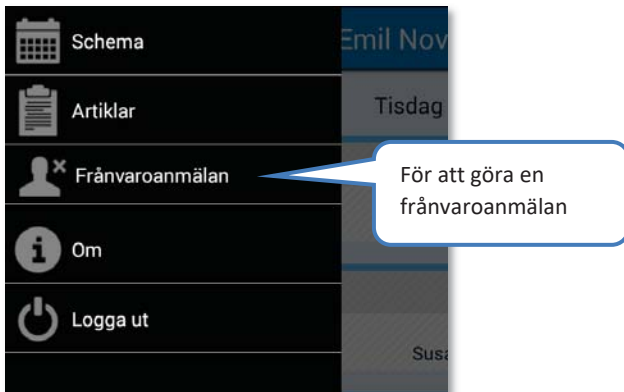 Schema
Emil Nov
Artiklar
Tisdag
Frånvaroanmälan
För att göra en
frånvaroanmälan
Om
Logga ut
Susa